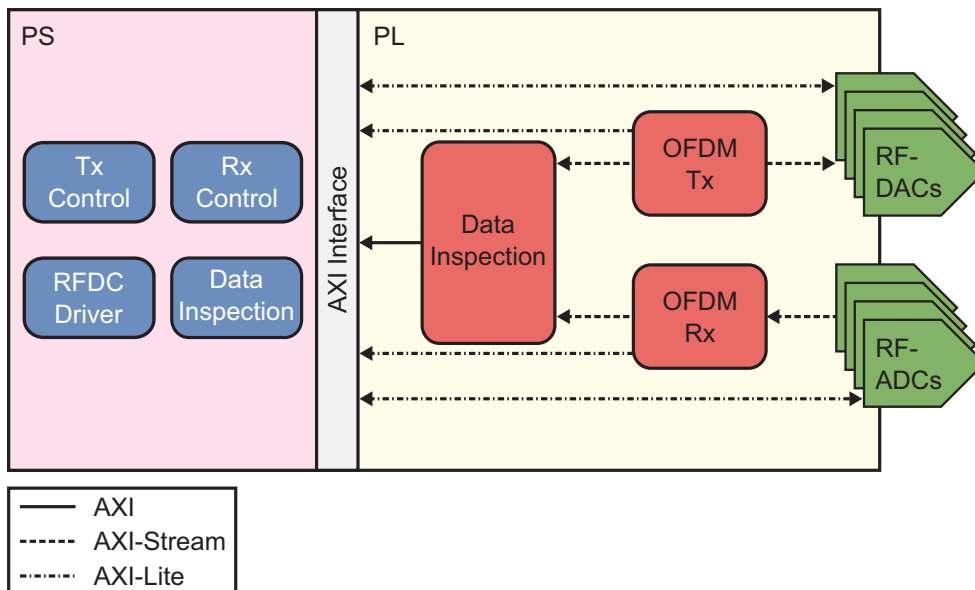 PS
PL
Tx
Control
Rx
Control
RFDC
Driver
Data
Inspection
AXI Interface
Data
Inspection
OFDM
Tx
OFDM
Rx
RF-
DACs
RF-
ADCs
AXI
AXI-Stream
AXI-Lite